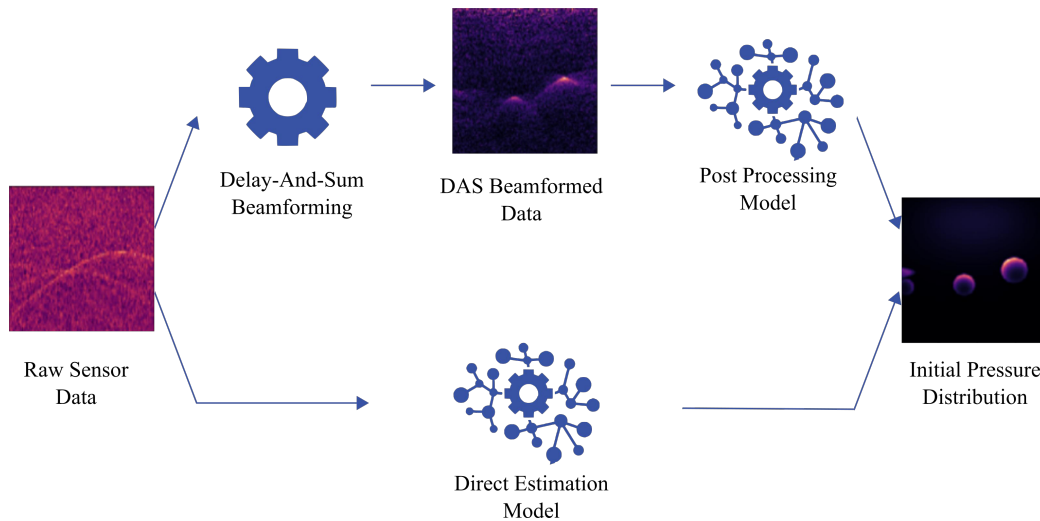 Delay-And-Sum
Beamforming
DAS Beamformed
Data
Post Processing
Model
Raw Sensor
Data
Initial Pressure
Distribution
Direct Estimation
Model